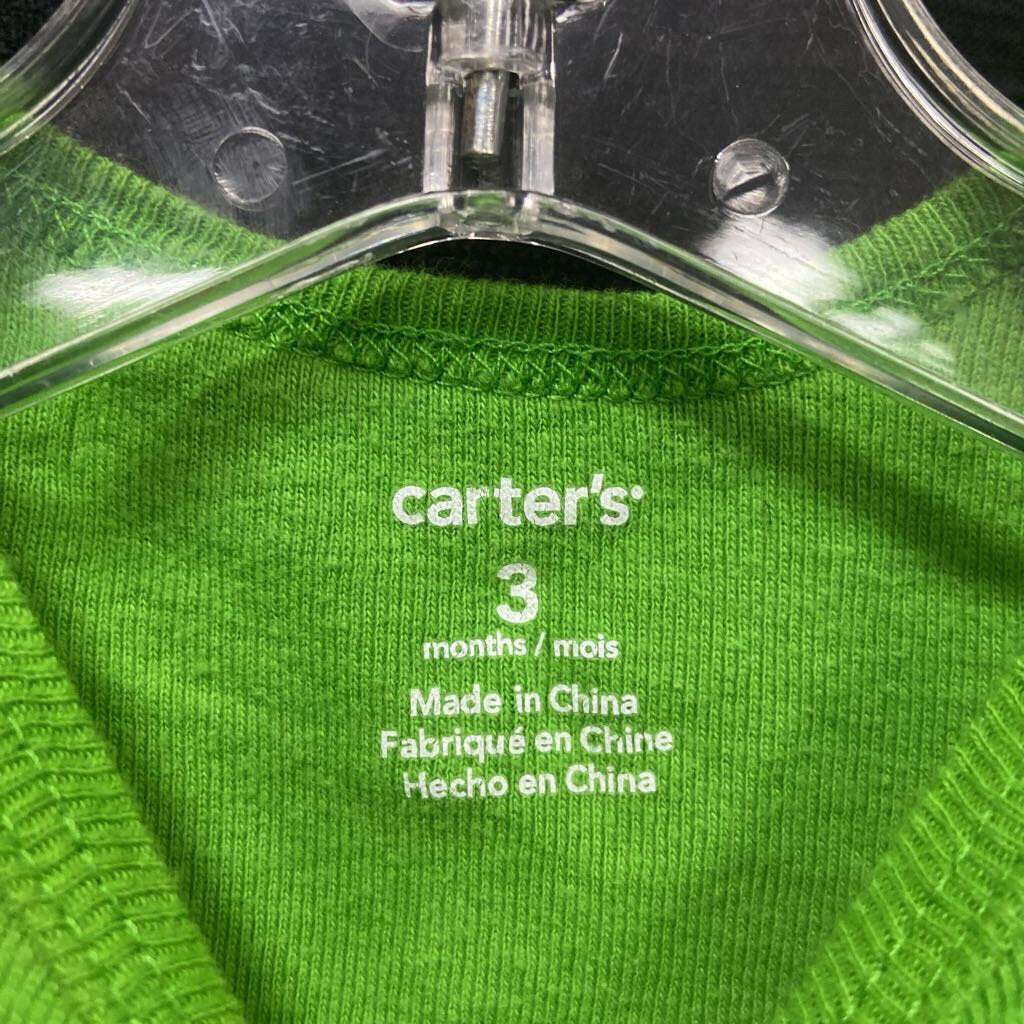 carter's
3
months / mois
Made in China
Fabriqué en Chine
Hecho en China